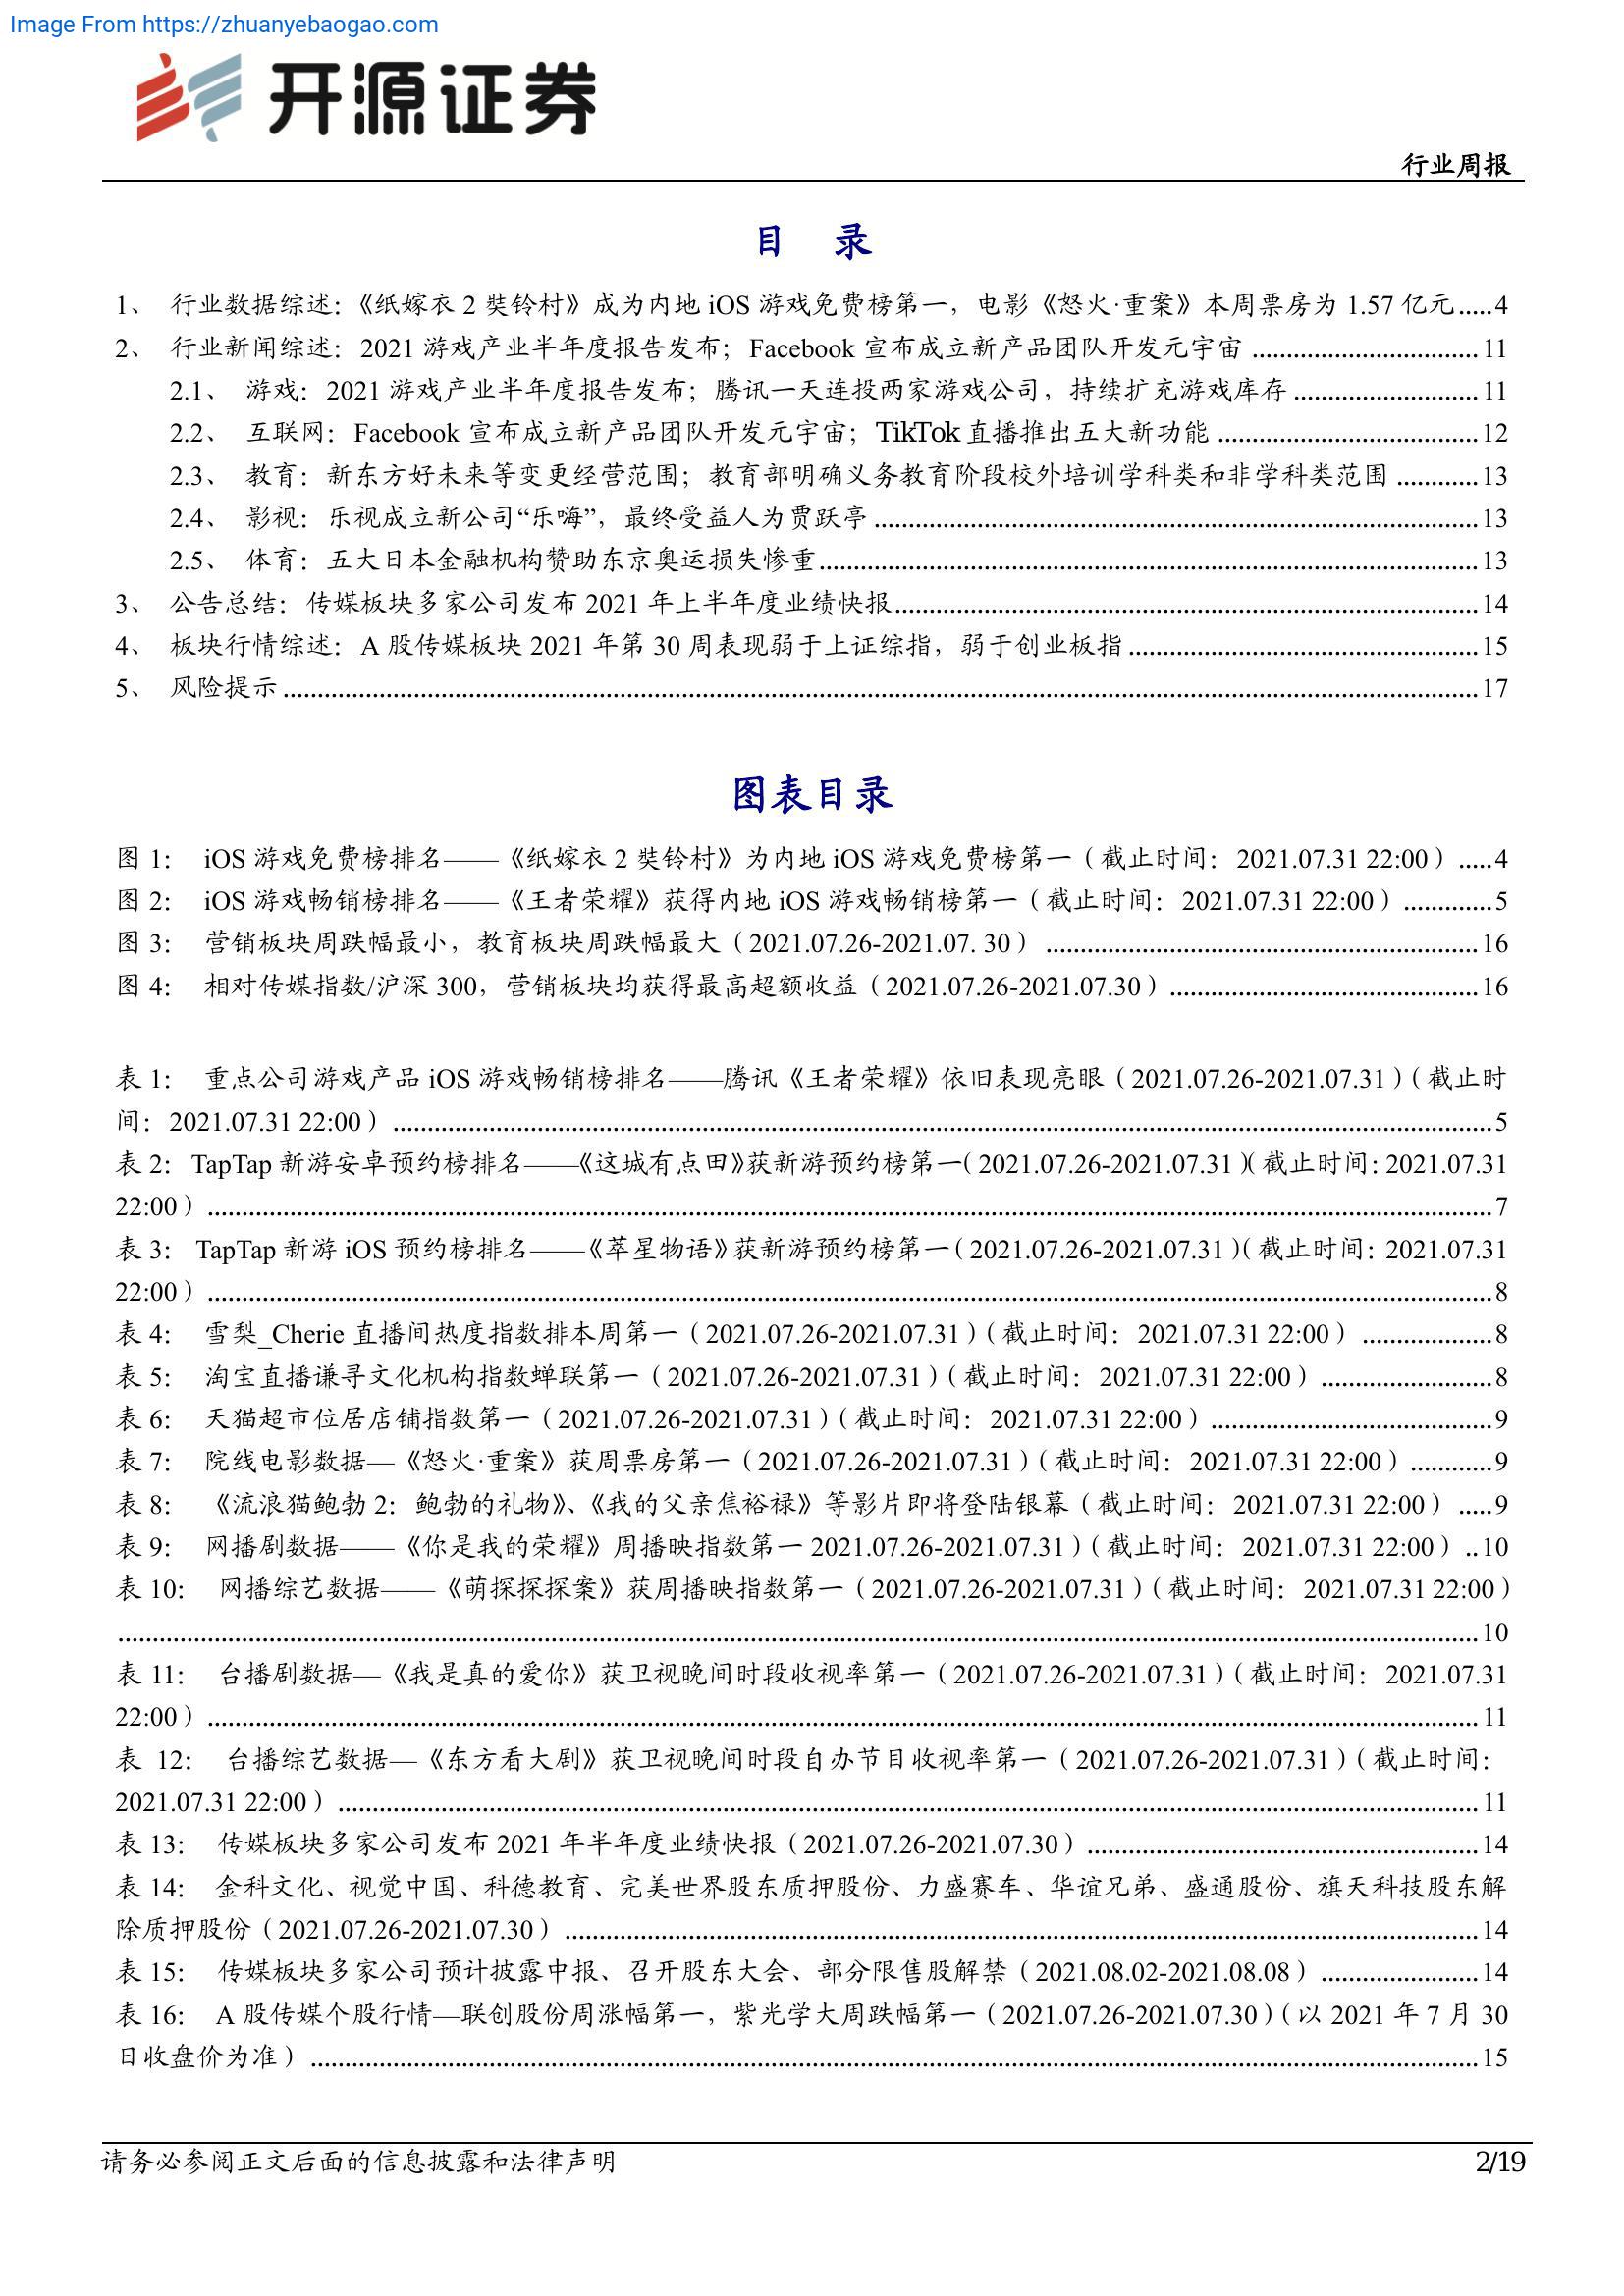 Image From https://zhuanyebaogao.com
开源证券
行业周报
目 录
1、 行业数据综述：《纸嫁衣 2 奘铃村》成为内地 iOS 游戏免费榜第一，电影《怒火·重案》本周票房为 1.57 亿元.....4
2、 行业新闻综述：2021 游戏产业半年度报告发布；Facebook 宣布成立新产品团队开发元宇宙 .................................11
2.1、 游戏：2021 游戏产业半年度报告发布；腾讯一天连投两家游戏公司，持续扩充游戏库存 ...........................11
2.2、 互联网：Facebook 宣布成立新产品团队开发元宇宙；TikTok 直播推出五大新功能 ......................................12
2.3、 教育：新东方好未来等变更经营范围；教育部明确义务教育阶段校外培训学科类和非学科类范围 ............13
2.4、 影视：乐视成立新公司“乐嗨”，最终受益人为贾跃亭 ........................................................................................13
2.5、 体育：五大日本金融机构赞助东京奥运损失惨重................................................................................................13
3、 公告总结：传媒板块多家公司发布 2021 年上半年度业绩快报.....................................................................................14
4、 板块行情综述：A 股传媒板块 2021 年第 30 周表现弱于上证综指，弱于创业板指 ...................................................15
5、 风险提示 ..............................................................................................................................................................................17
图表目录
图 1： iOS 游戏免费榜排名——《纸嫁衣 2 奘铃村》为内地 iOS 游戏免费榜第一（截止时间：2021.07.31 22:00） .....4
图 2： iOS 游戏畅销榜排名——《王者荣耀》获得内地 iOS 游戏畅销榜第一（截止时间：2021.07.31 22:00） .............5
图 3： 营销板块周跌幅最小，教育板块周跌幅最大（2021.07.26-2021.07. 30） ...............................................................16
图 4： 相对传媒指数/沪深 300，营销板块均获得最高超额收益（2021.07.26-2021.07.30） .............................................16
表 1： 重点公司游戏产品 iOS 游戏畅销榜排名——腾讯《王者荣耀》依旧表现亮眼（2021.07.26-2021.07.31）（截止时
间：2021.07.31 22:00） ................................................................................................................................................................5
表 2：TapTap 新游安卓预约榜排名——《这城有点田》获新游预约榜第一（2021.07.26-2021.07.31）（截止时间：2021.07.31
22:00） ...........................................................................................................................................................................................7
表 3： TapTap 新游 iOS 预约榜排名——《萃星物语》获新游预约榜第一（2021.07.26-2021.07.31）（截止时间：2021.07.31
22:00） ...........................................................................................................................................................................................8
表 4： 雪梨_Cherie 直播间热度指数排本周第一（2021.07.26-2021.07.31）（截止时间：2021.07.31 22:00） ...................8
表 5： 淘宝直播谦寻文化机构指数蝉联第一（2021.07.26-2021.07.31）（截止时间：2021.07.31 22:00） .........................8
表 6： 天猫超市位居店铺指数第一（2021.07.26-2021.07.31）（截止时间：2021.07.31 22:00） .........................................9
表 7： 院线电影数据—《怒火·重案》获周票房第一（2021.07.26-2021.07.31）（截止时间：2021.07.31 22:00） ............9
表 8： 《流浪猫鲍勃 2：鲍勃的礼物》、《我的父亲焦裕禄》等影片即将登陆银幕（截止时间：2021.07.31 22:00） .....9
表 9： 网播剧数据——《你是我的荣耀》周播映指数第一 2021.07.26-2021.07.31）（截止时间：2021.07.31 22:00） ..10
表 10： 网播综艺数据——《萌探探探案》获周播映指数第一（2021.07.26-2021.07.31）（截止时间：2021.07.31 22:00）
......................................................................................................................................................................................................10
表 11： 台播剧数据—《我是真的爱你》获卫视晚间时段收视率第一（2021.07.26-2021.07.31）（截止时间：2021.07.31
22:00） .........................................................................................................................................................................................11
表 12： 台播综艺数据—《东方看大剧》获卫视晚间时段自办节目收视率第一（2021.07.26-2021.07.31）（截止时间：
2021.07.31 22:00） ......................................................................................................................................................................11
表 13： 传媒板块多家公司发布 2021 年半年度业绩快报（2021.07.26-2021.07.30） .........................................................14
表 14： 金科文化、视觉中国、科德教育、完美世界股东质押股份、力盛赛车、华谊兄弟、盛通股份、旗天科技股东解
除质押股份（2021.07.26-2021.07.30） .....................................................................................................................................14
表 15： 传媒板块多家公司预计披露中报、召开股东大会、部分限售股解禁（2021.08.02-2021.08.08） .......................14
表 16： A 股传媒个股行情—联创股份周涨幅第一，紫光学大周跌幅第一（2021.07.26-2021.07.30）（以 2021 年 7 月 30
日收盘价为准） ..........................................................................................................................................................................15
请务必参阅正文后面的信息披露和法律声明
2/19